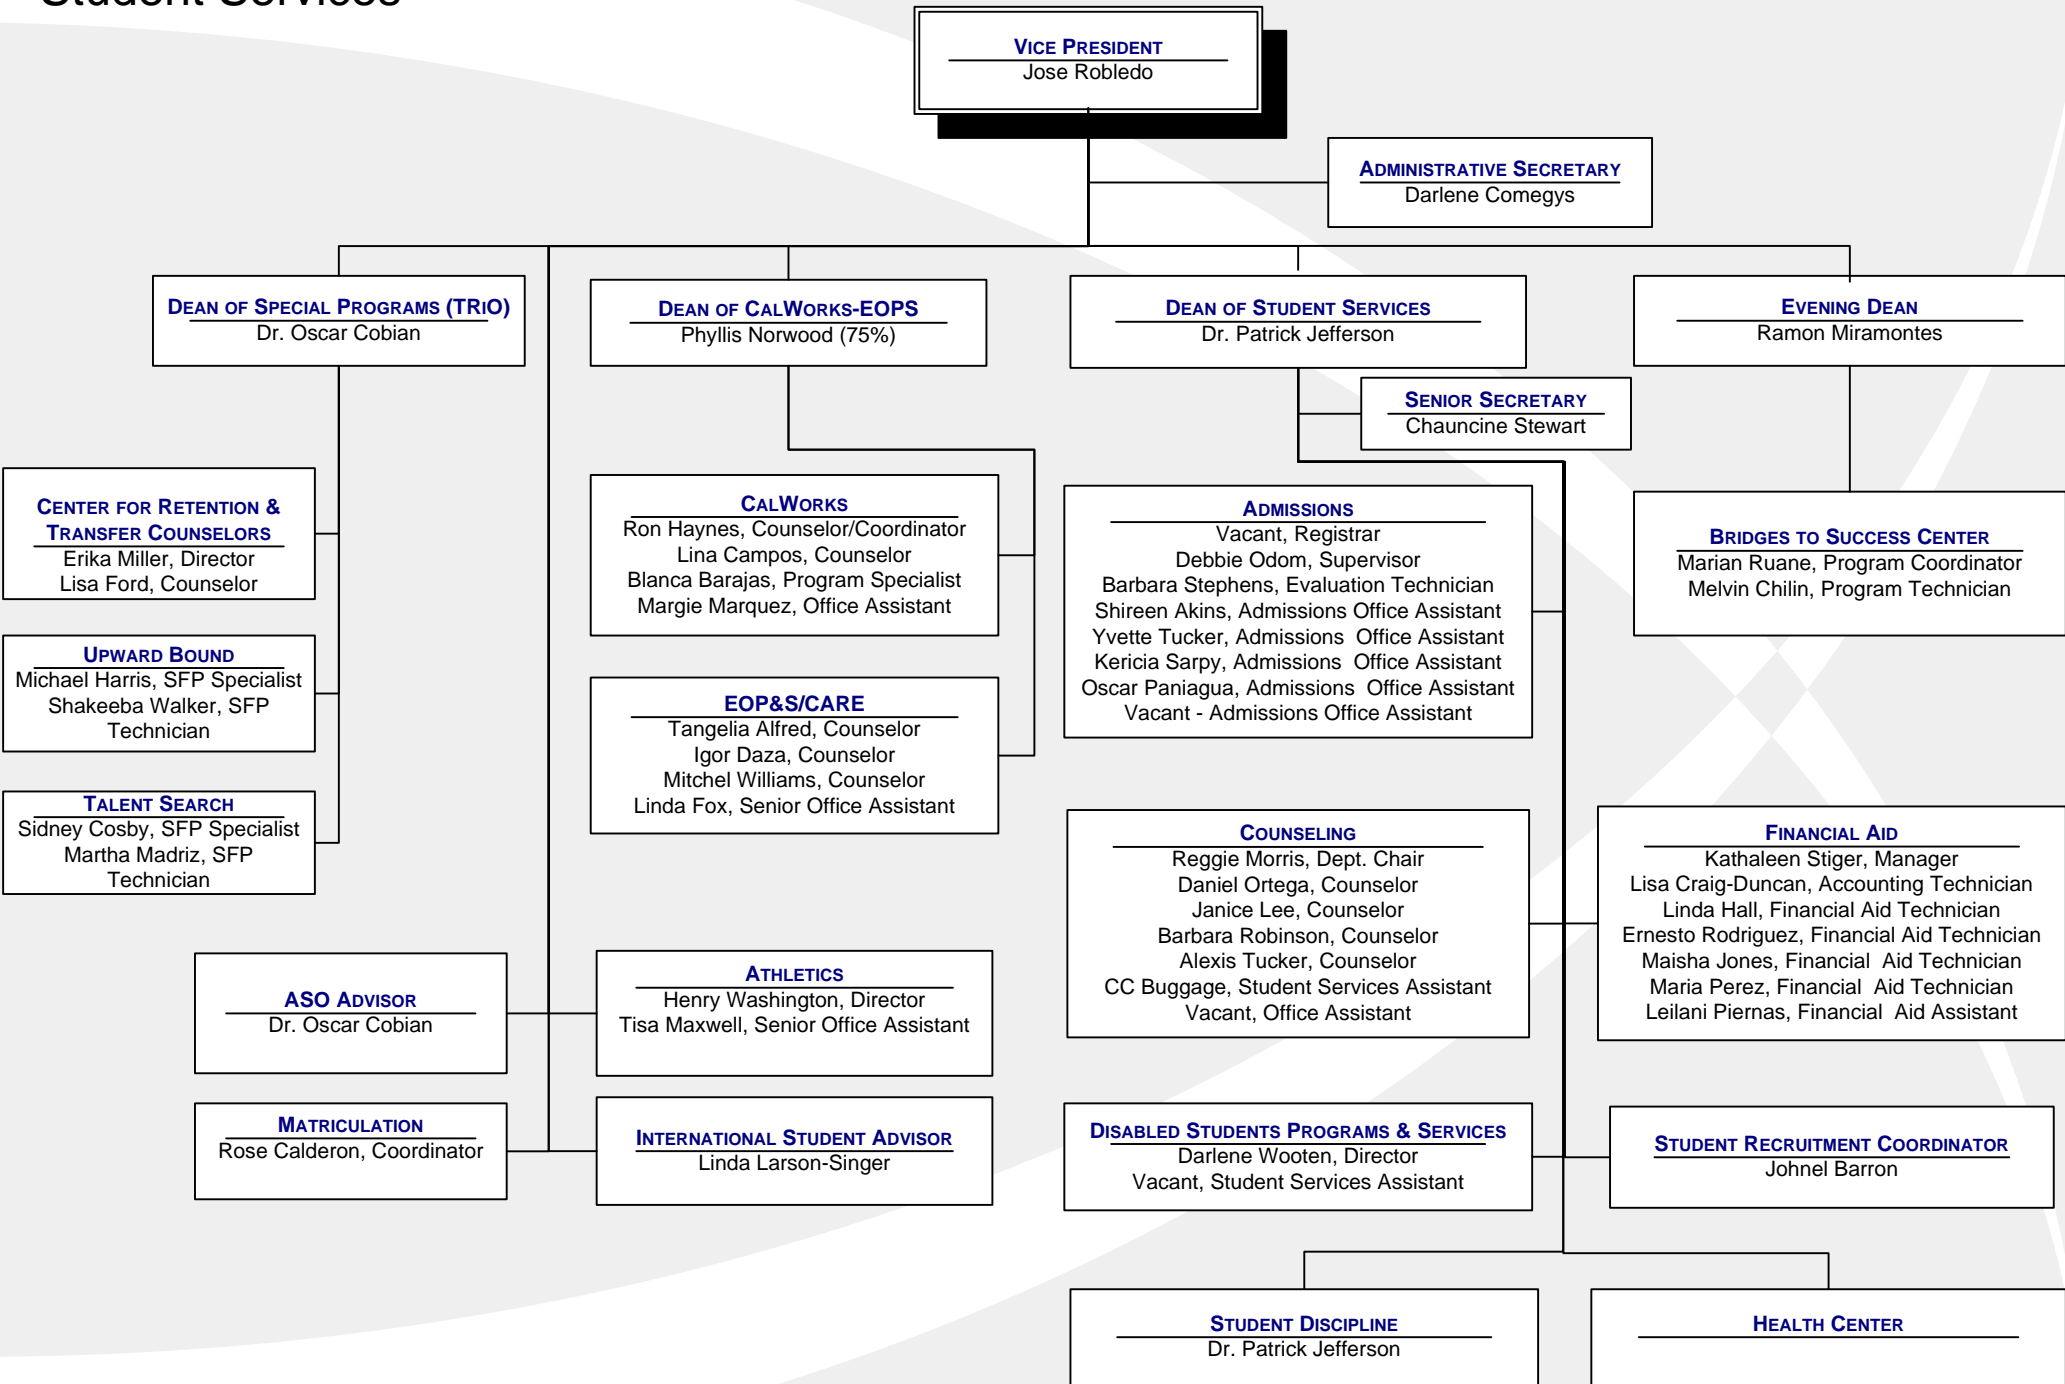 Student Services
VICE PRESIDENT
Jose Robledo
ADMINISTRATIVE SECRETARY
Darlene Comegys
DEAN OF SPECIAL PROGRAMS (TRIO)
Dr. Oscar Cobian
DEAN OF CALWORKS-EOPS
Phyllis Norwood (75%)
DEAN OF STUDENT SERVICES
Dr. Patrick Jefferson
EVENING DEAN
Ramon Miramontes
SENIOR SECRETARY
Chauncine Stewart
CENTER FOR RETENTION &
TRANSFER COUNSELORS
Erika Miller, Director
Lisa Ford, Counselor
UPWARD BOUND
Michael Harris, SFP Specialist
Shakeeba Walker, SFP
Technician
TALENT SEARCH
Sidney Cosby, SFP Specialist
Martha Madriz, SFP
Technician
CALWORKS
Ron Haynes, Counselor/Coordinator
Lina Campos, Counselor
Blanca Barajas, Program Specialist
Margie Marquez, Office Assistant
EOP&S/CARE
Tangelia Alfred, Counselor
Igor Daza, Counselor
Mitchel Williams, Counselor
Linda Fox, Senior Office Assistant
ADMISSIONS
Vacant, Registrar
Debbie Odom, Supervisor
Barbara Stephens, Evaluation Technician
Shireen Akins, Admissions Office Assistant
Yvette Tucker, Admissions Office Assistant
Kericia Sarpy, Admissions Office Assistant
Oscar Paniagua, Admissions Office Assistant
Vacant - Admissions Office Assistant
BRIDGES TO SUCCESS CENTER
Marian Ruane, Program Coordinator
Melvin Chilin, Program Technician
COUNSELING
Reggie Morris, Dept. Chair
Daniel Ortega, Counselor
Janice Lee, Counselor
Barbara Robinson, Counselor
Alexis Tucker, Counselor
CC Buggage, Student Services Assistant
Vacant, Office Assistant
FINANCIAL AID
Kathaleen Stiger, Manager
Lisa Craig-Duncan, Accounting Technician
Linda Hall, Financial Aid Technician
Ernesto Rodriguez, Financial Aid Technician
Maisha Jones, Financial Aid Technician
Maria Perez, Financial Aid Technician
Leilani Piernas, Financial Aid Assistant
ASO ADVISOR
Dr. Oscar Cobian
ATHLETICS
Henry Washington, Director
Tisa Maxwell, Senior Office Assistant
MATRICULATION
Rose Calderon, Coordinator
INTERNATIONAL STUDENT ADVISOR
Linda Larson-Singer
DISABLED STUDENTS PROGRAMS & SERVICES
Darlene Wooten, Director
Vacant, Student Services Assistant
STUDENT RECRUITMENT COORDINATOR
Johnel Barron
STUDENT DISCIPLINE
Dr. Patrick Jefferson
HEALTH CENTER